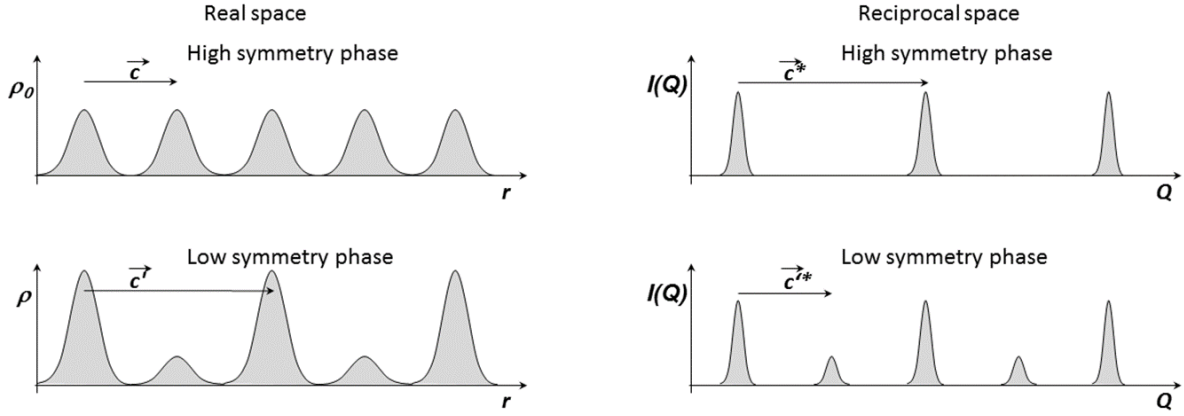 Real space
High symmetry phase
ρ₀
c
r
Low symmetry phase
ρ
c'
r
Reciprocal space
High symmetry phase
I(Q)
c*
Q
Low symmetry phase
I(Q)
c'*
Q